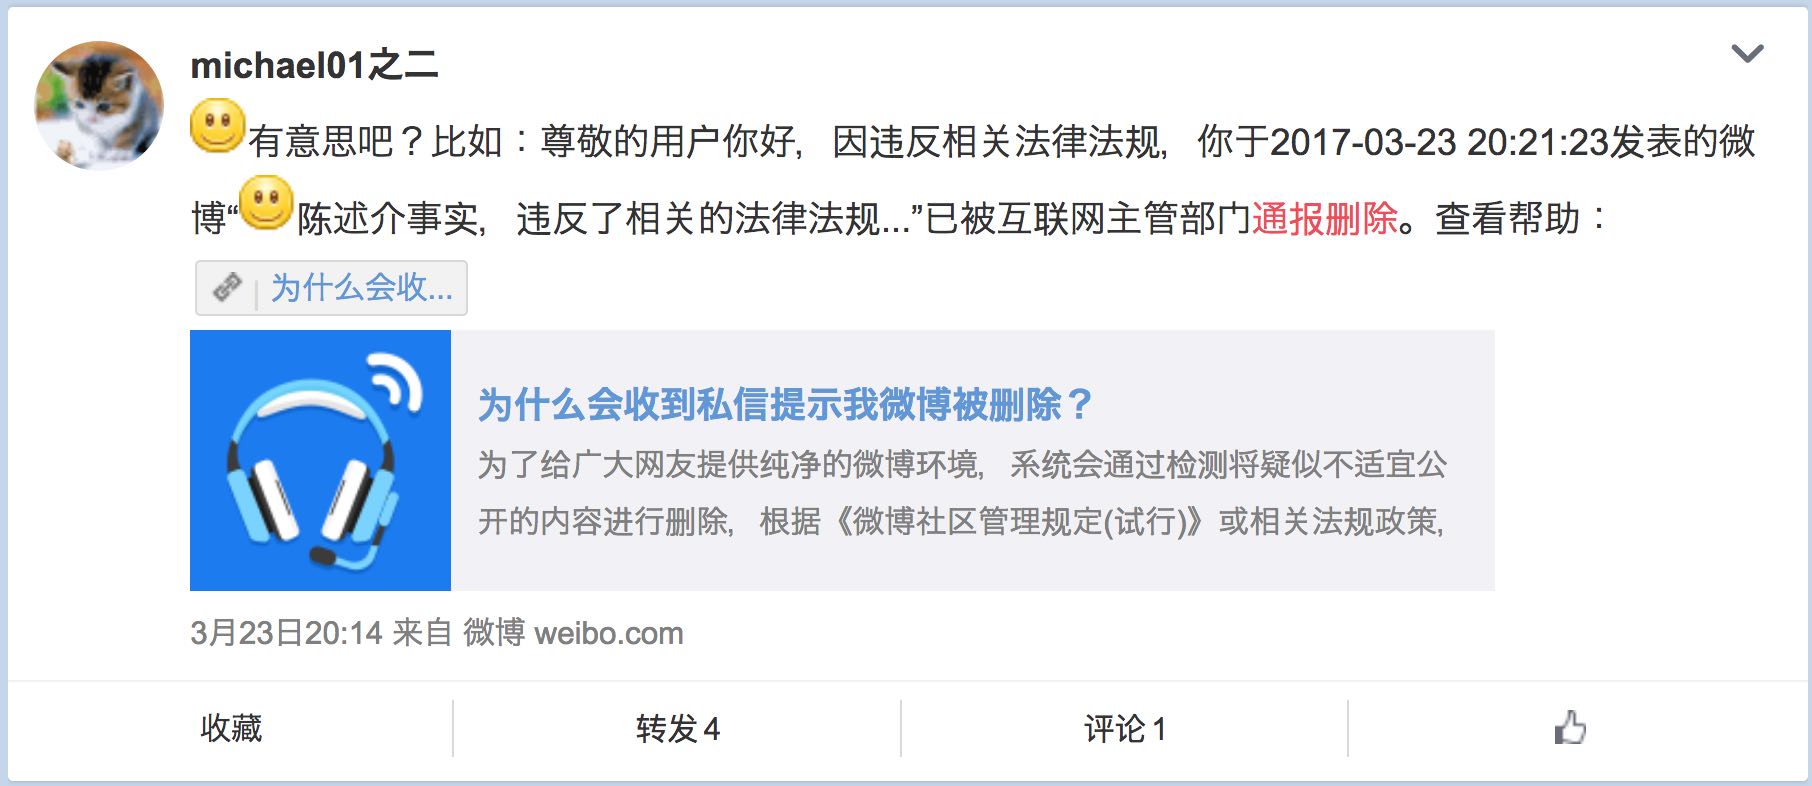 michael01之二
有意思吧？比如：尊敬的用户你好，因违反相关法律法规，你于2017-03-23 20:21:23发表的微
博“陈述介事实，违反了相关的法律法规...”已被互联网主管部门通报删除。查看帮助：
为什么会收...
为什么会收到私信提示我微博被删除？
为了给广大网友提供纯净的微博环境，系统会通过检测将疑似不适宜公
开的内容进行删除，根据《微博社区管理规定(试行)》或相关法规政策，
3月23日20:14 来自 微博 weibo.com
收藏
转发 4
评论 1